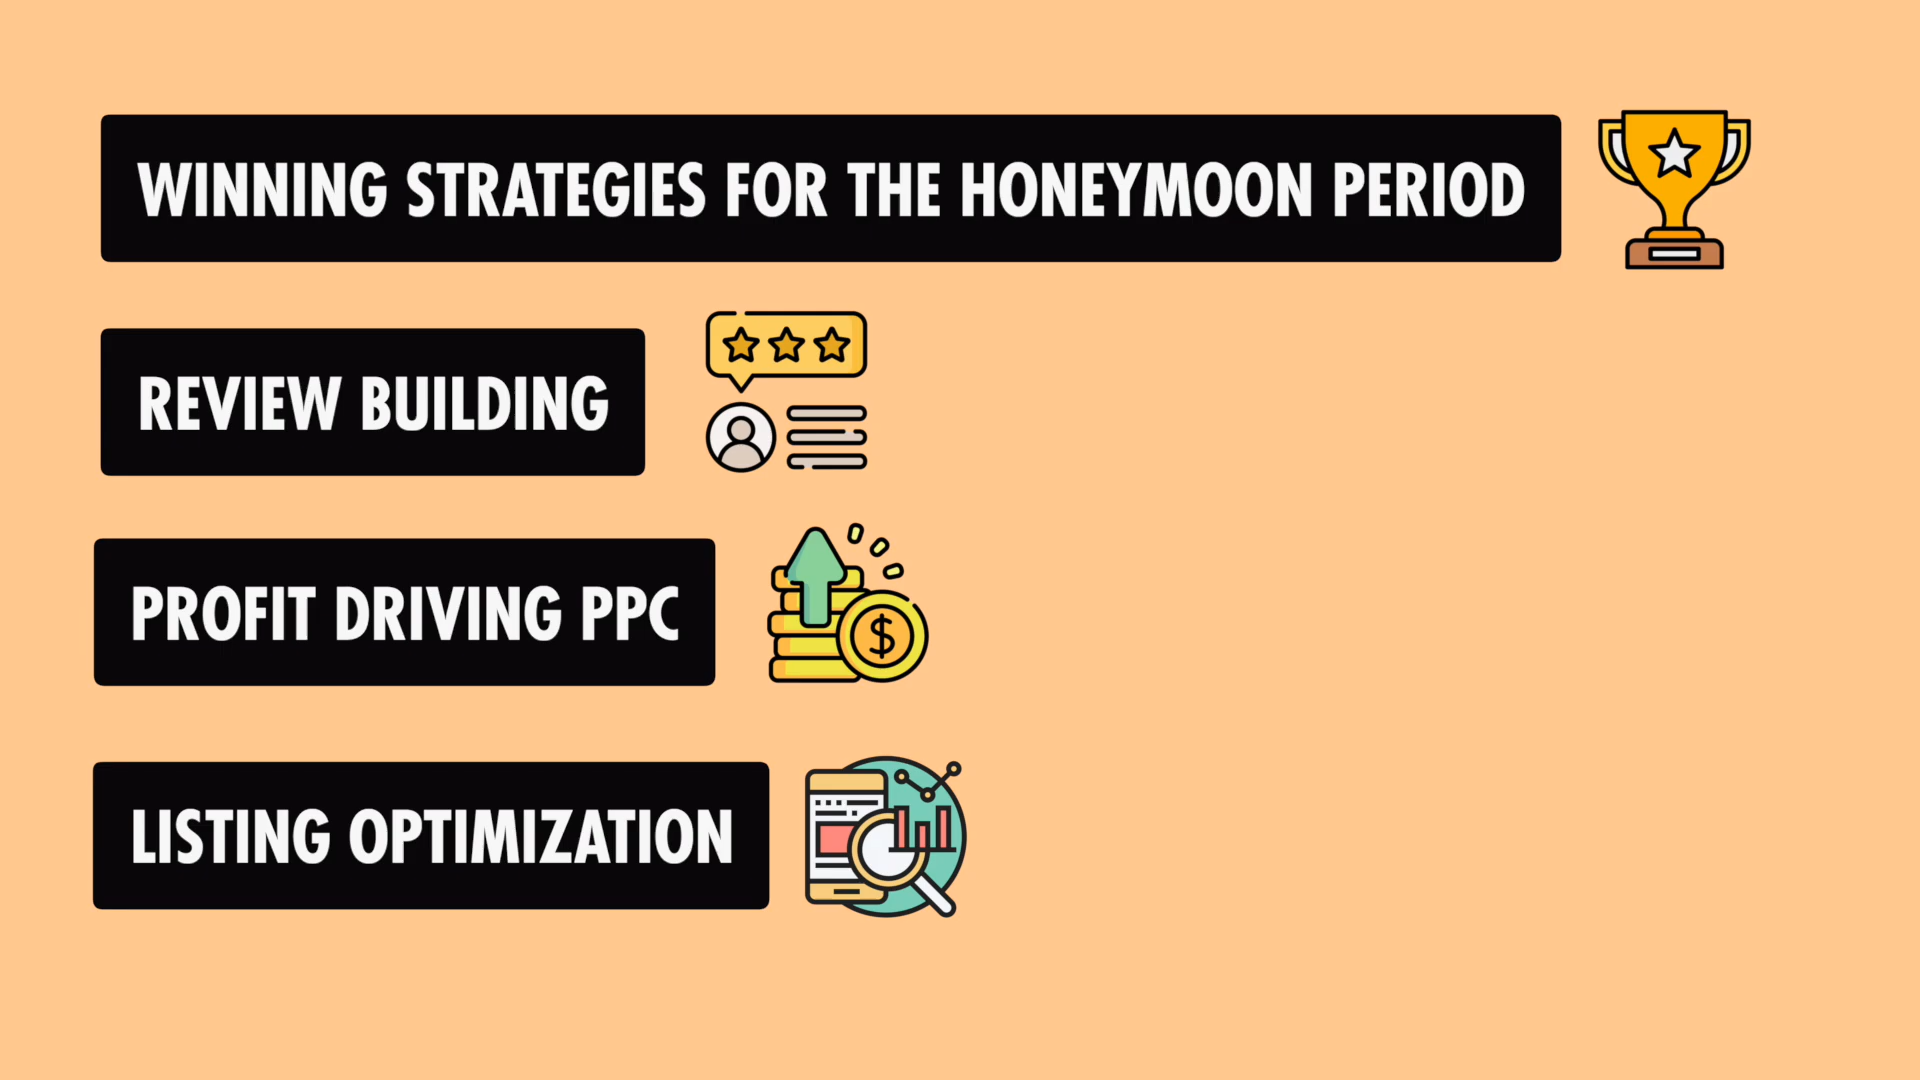 WINNING STRATEGIES FOR THE HONEYMOON PERIOD
REVIEW BUILDING
PROFIT DRIVING PPC
$
LISTING OPTIMIZATION